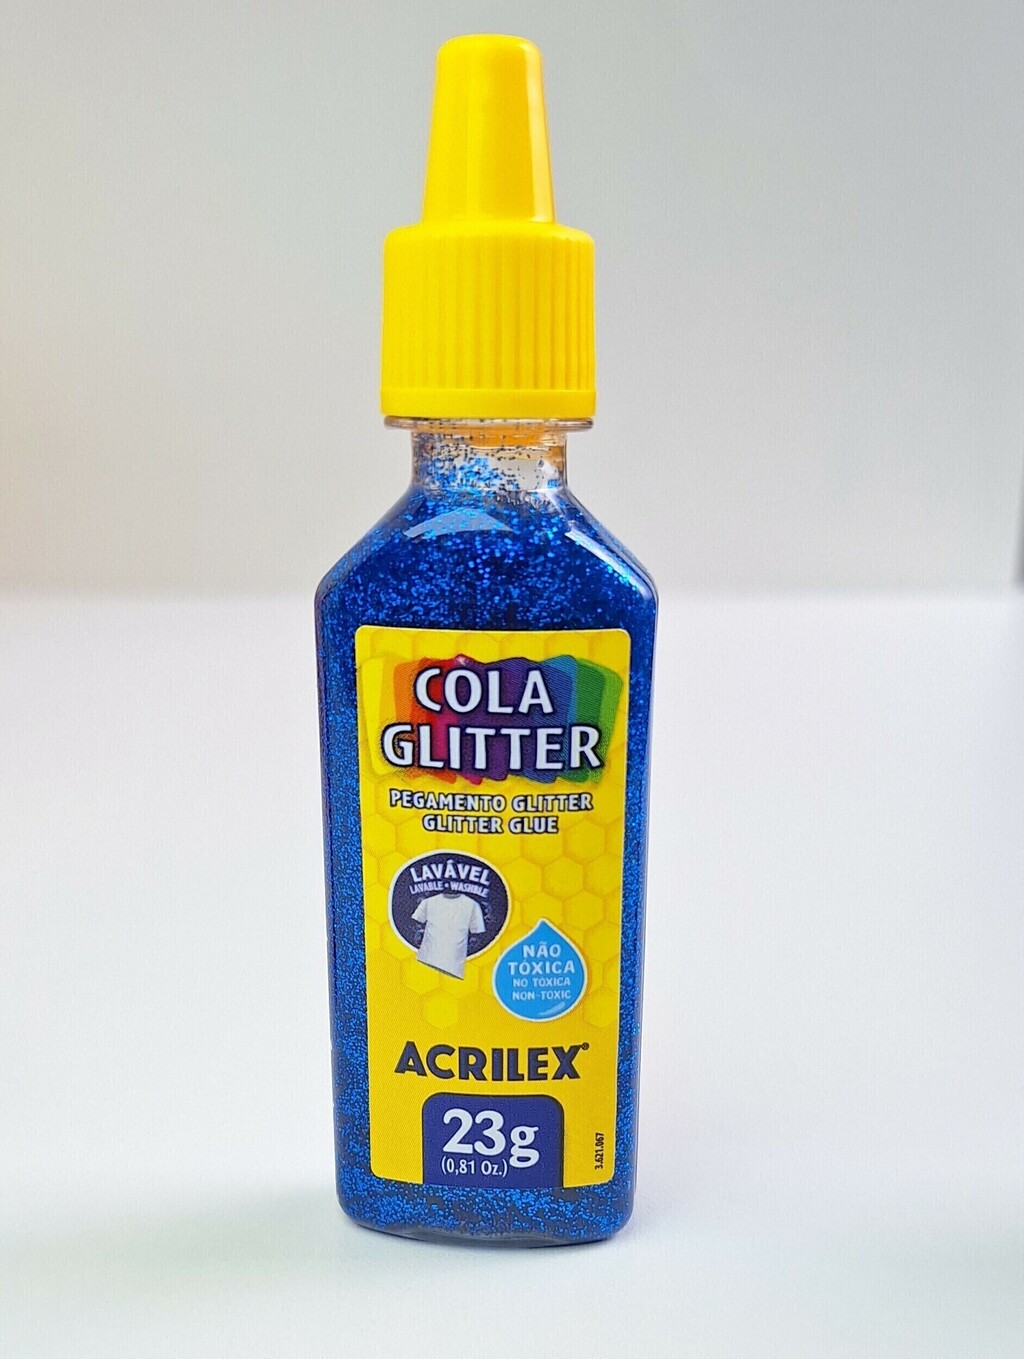 COLA
GLITTER
PEGAMENTO GLITTER
GLITTER GLUE
LAVÁVEL
LAVABLE • WASHBLE
NÃO
TÓXICA
NO TÓXICA
NON-TOXIC
ACRILEX®
23g
(0,81 Oz.)
3.621.067